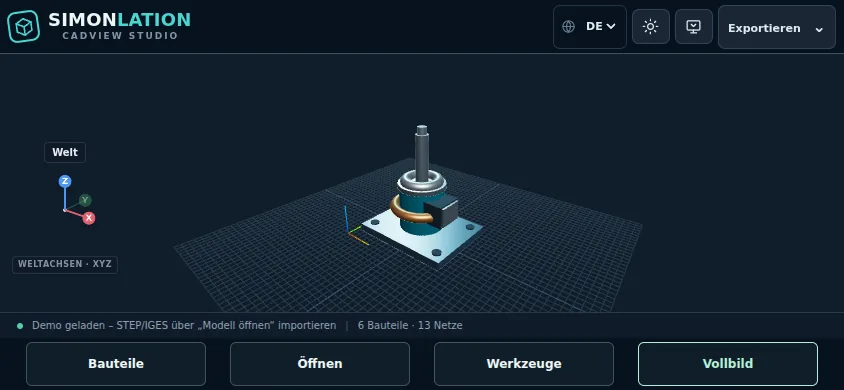 SIMONLATION
CADVIEW STUDIO
DE
Exportieren
Welt
Z
Y
X
WELTACHSEN · XYZ
Demo geladen – STEP/IGES über „Modell öffnen“ importieren | 6 Bauteile · 13 Netze
Bauteile
Öffnen
Werkzeuge
Vollbild